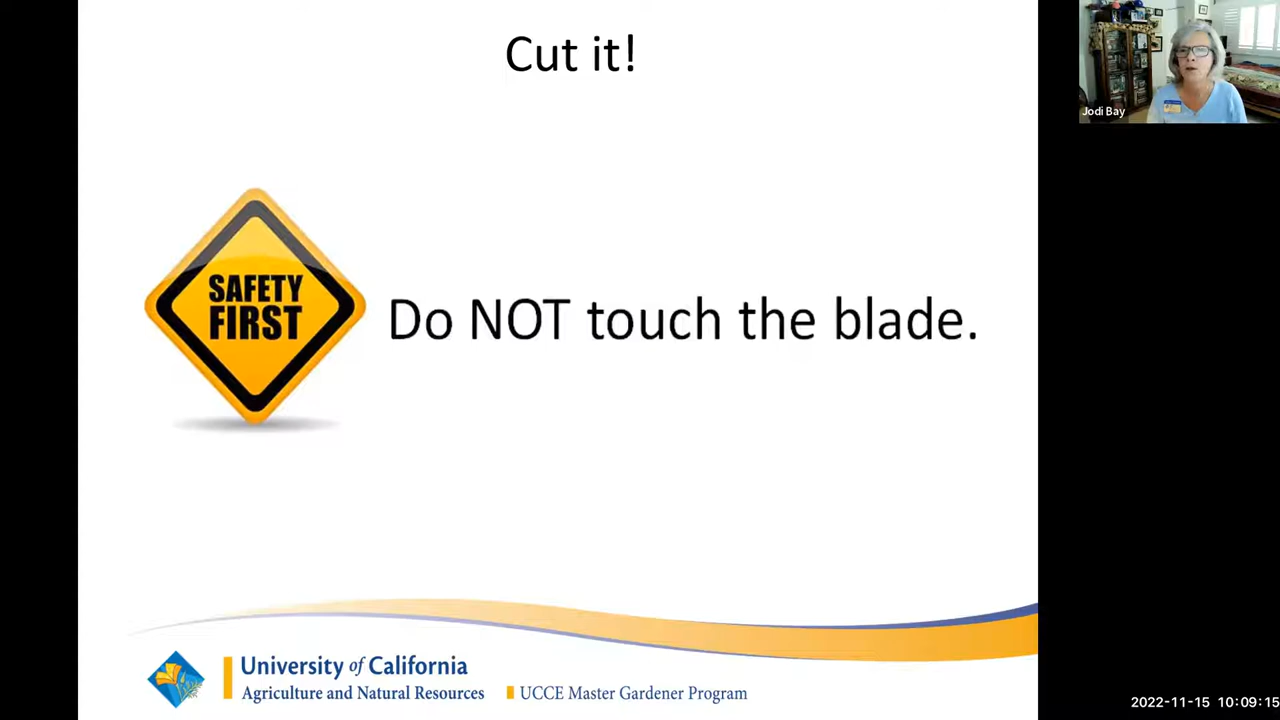 Cut it!
Jodi Bay
SAFETY
FIRST
Do NOT touch the blade.
University of California
Agriculture and Natural Resources
UCCE Master Gardener Program
2022-11-15 10:09:15